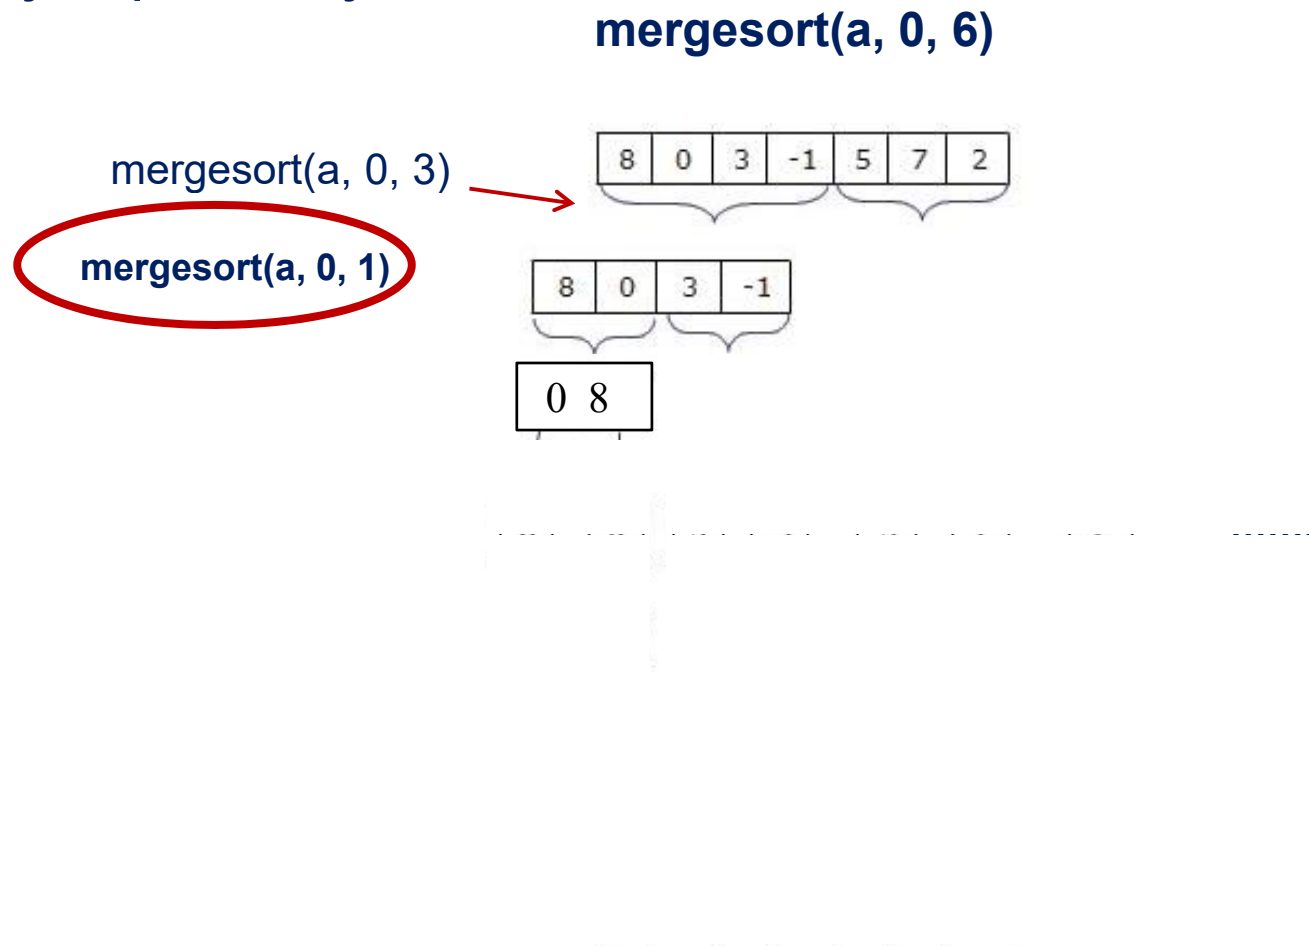 mergesort(a, 0, 6)
8 0 3 -1 5 7 2
mergesort(a, 0, 3)
mergesort(a, 0, 1)
8 0 3 -1
0 8